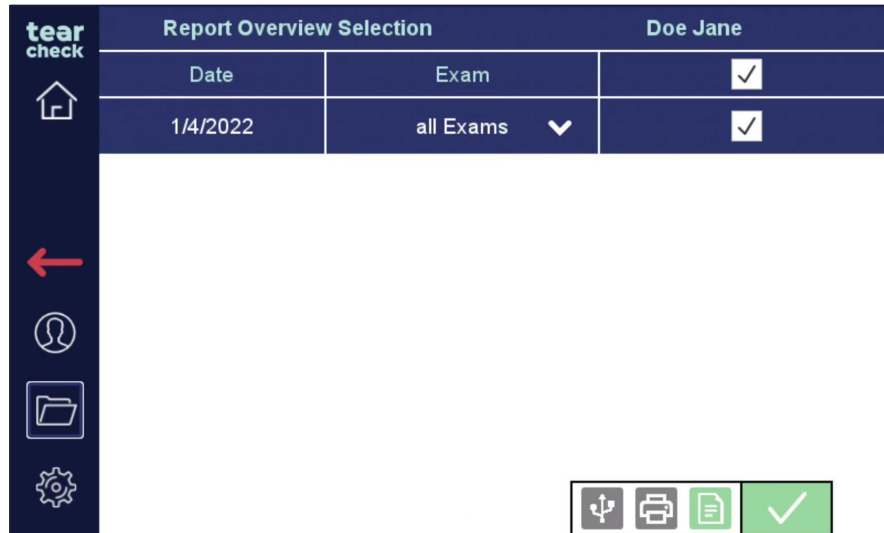 tear
check
Report Overview Selection Doe Jane
Date Exam
1/4/2022 all Exams